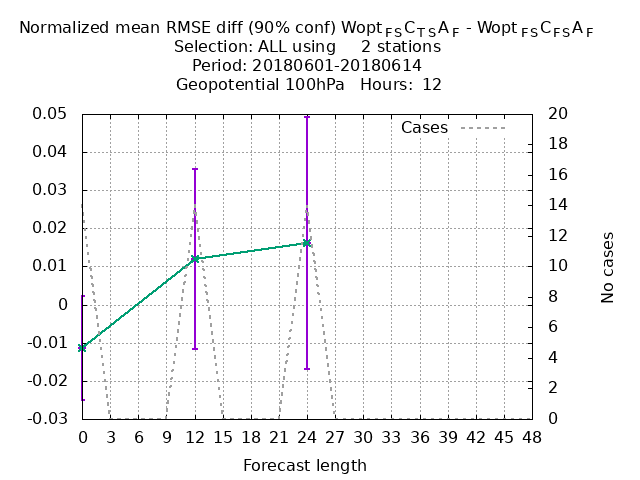 Normalized mean RMSE diff (90% conf) Wopt FS C TS A F - Wopt FS C FS A F
Selection: ALL using 2 stations
Period: 20180601-20180614
Geopotential 100hPa Hours: 12
Cases
0.05
0.04
0.03
0.02
0.01
0
-0.01
-0.02
-0.03
20
18
16
14
12
10
8
6
4
2
0
No cases
0 3 6 9 12 15 18 21 24 27 30 33 36 39 42 45 48
Forecast length